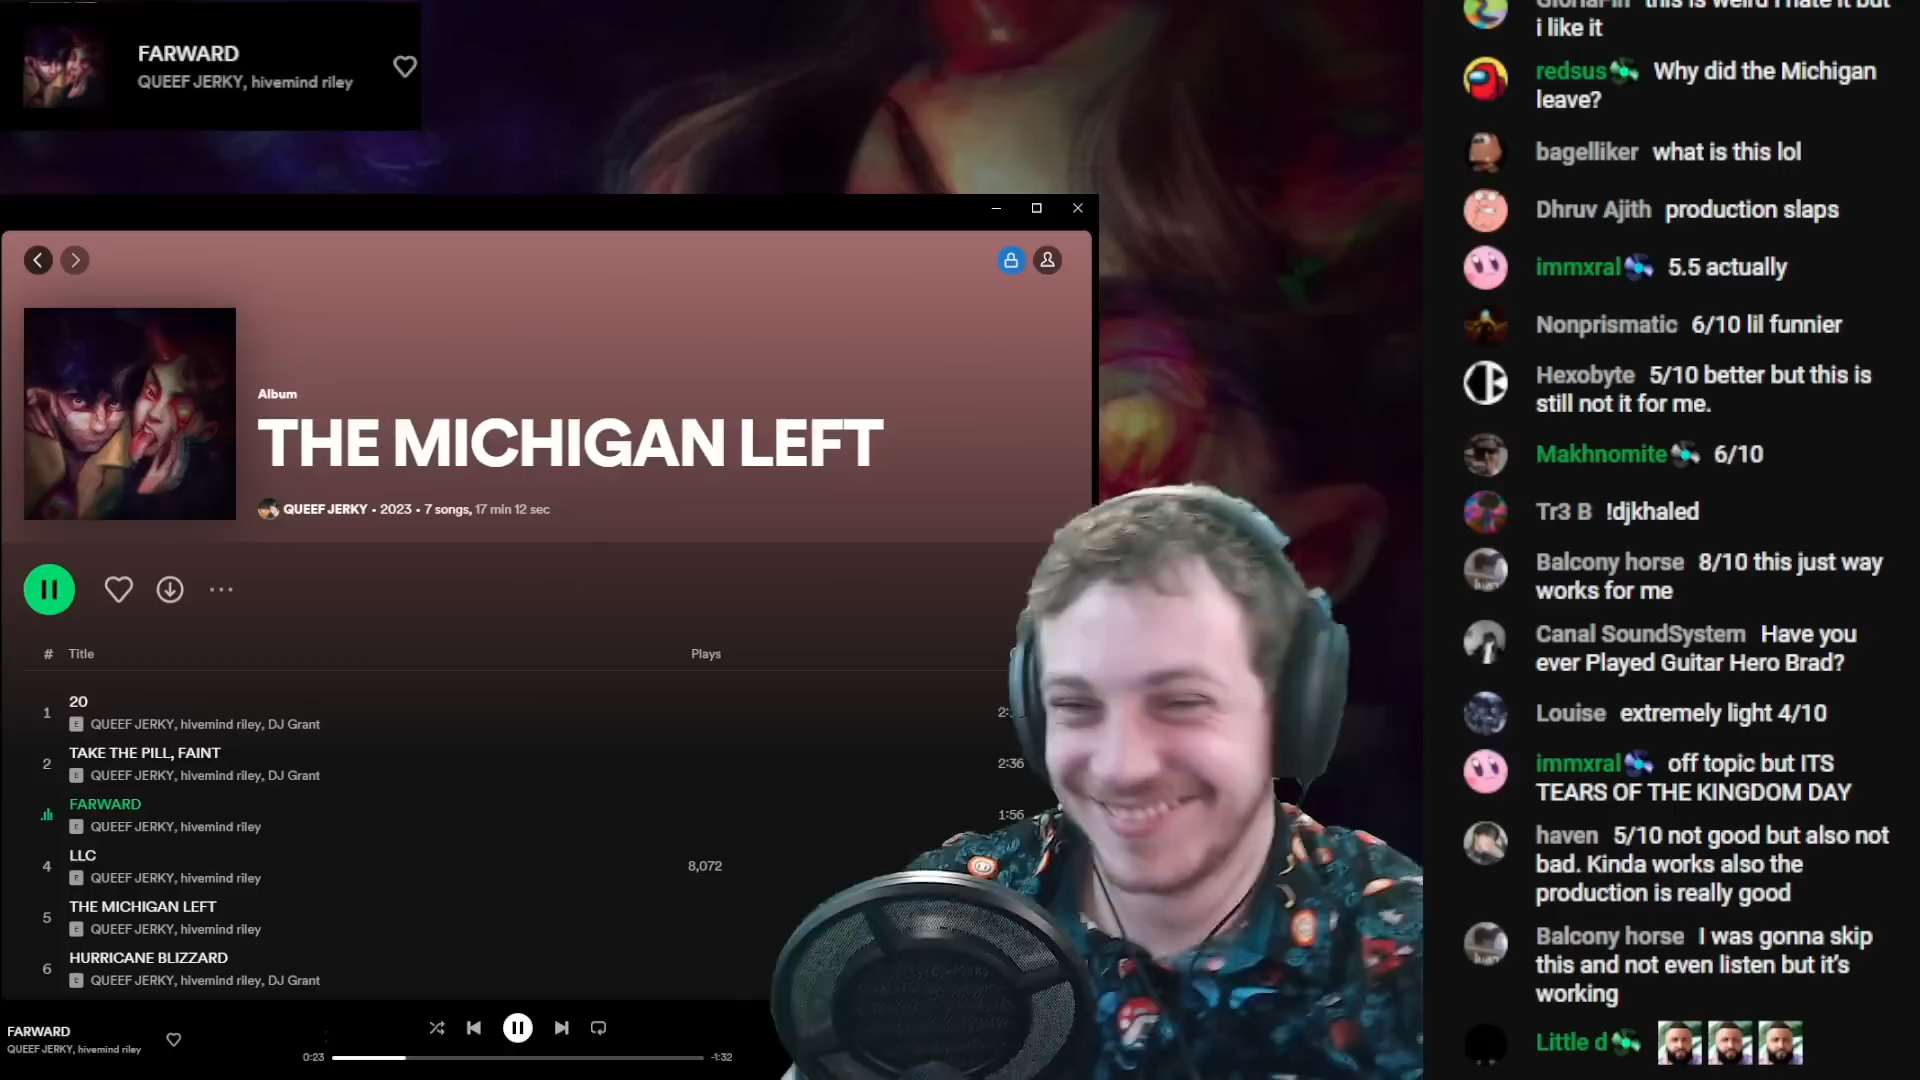 FARWARD
QUEEF JERKY, hivemind riley
Album
THE MICHIGAN LEFT
QUEEF JERKY • 2023 • 7 songs, 17 min 12 sec
# Title Plays
1 20
E QUEEF JERKY, hivemind riley, DJ Grant
2 TAKE THE PILL, FAINT 2:36
E QUEEF JERKY, hivemind riley, DJ Grant
FARWARD 1:56
E QUEEF JERKY, hivemind riley
4 LLC 8,072
E QUEEF JERKY, hivemind riley
5 THE MICHIGAN LEFT
E QUEEF JERKY, hivemind riley
6 HURRICANE BLIZZARD
E QUEEF JERKY, hivemind riley, DJ Grant
FARWARD
QUEEF JERKY, hivemind riley
0:23 -1:32
this is weird i hate it but
i like it
redsus Why did the Michigan
leave?
bagelliker what is this lol
Dhruv Ajith production slaps
immxral 5.5 actually
Nonprismatic 6/10 lil funnier
Hexobyte 5/10 better but this is
still not it for me.
Makhnomite 6/10
Tr3 B !djkhaled
Balcony horse 8/10 this just way
works for me
Canal SoundSystem Have you
ever Played Guitar Hero Brad?
Louise extremely light 4/10
immxral off topic but ITS
TEARS OF THE KINGDOM DAY
haven 5/10 not good but also not
bad. Kinda works also the
production is really good
Balcony horse I was gonna skip
this and not even listen but it's
working
Little d